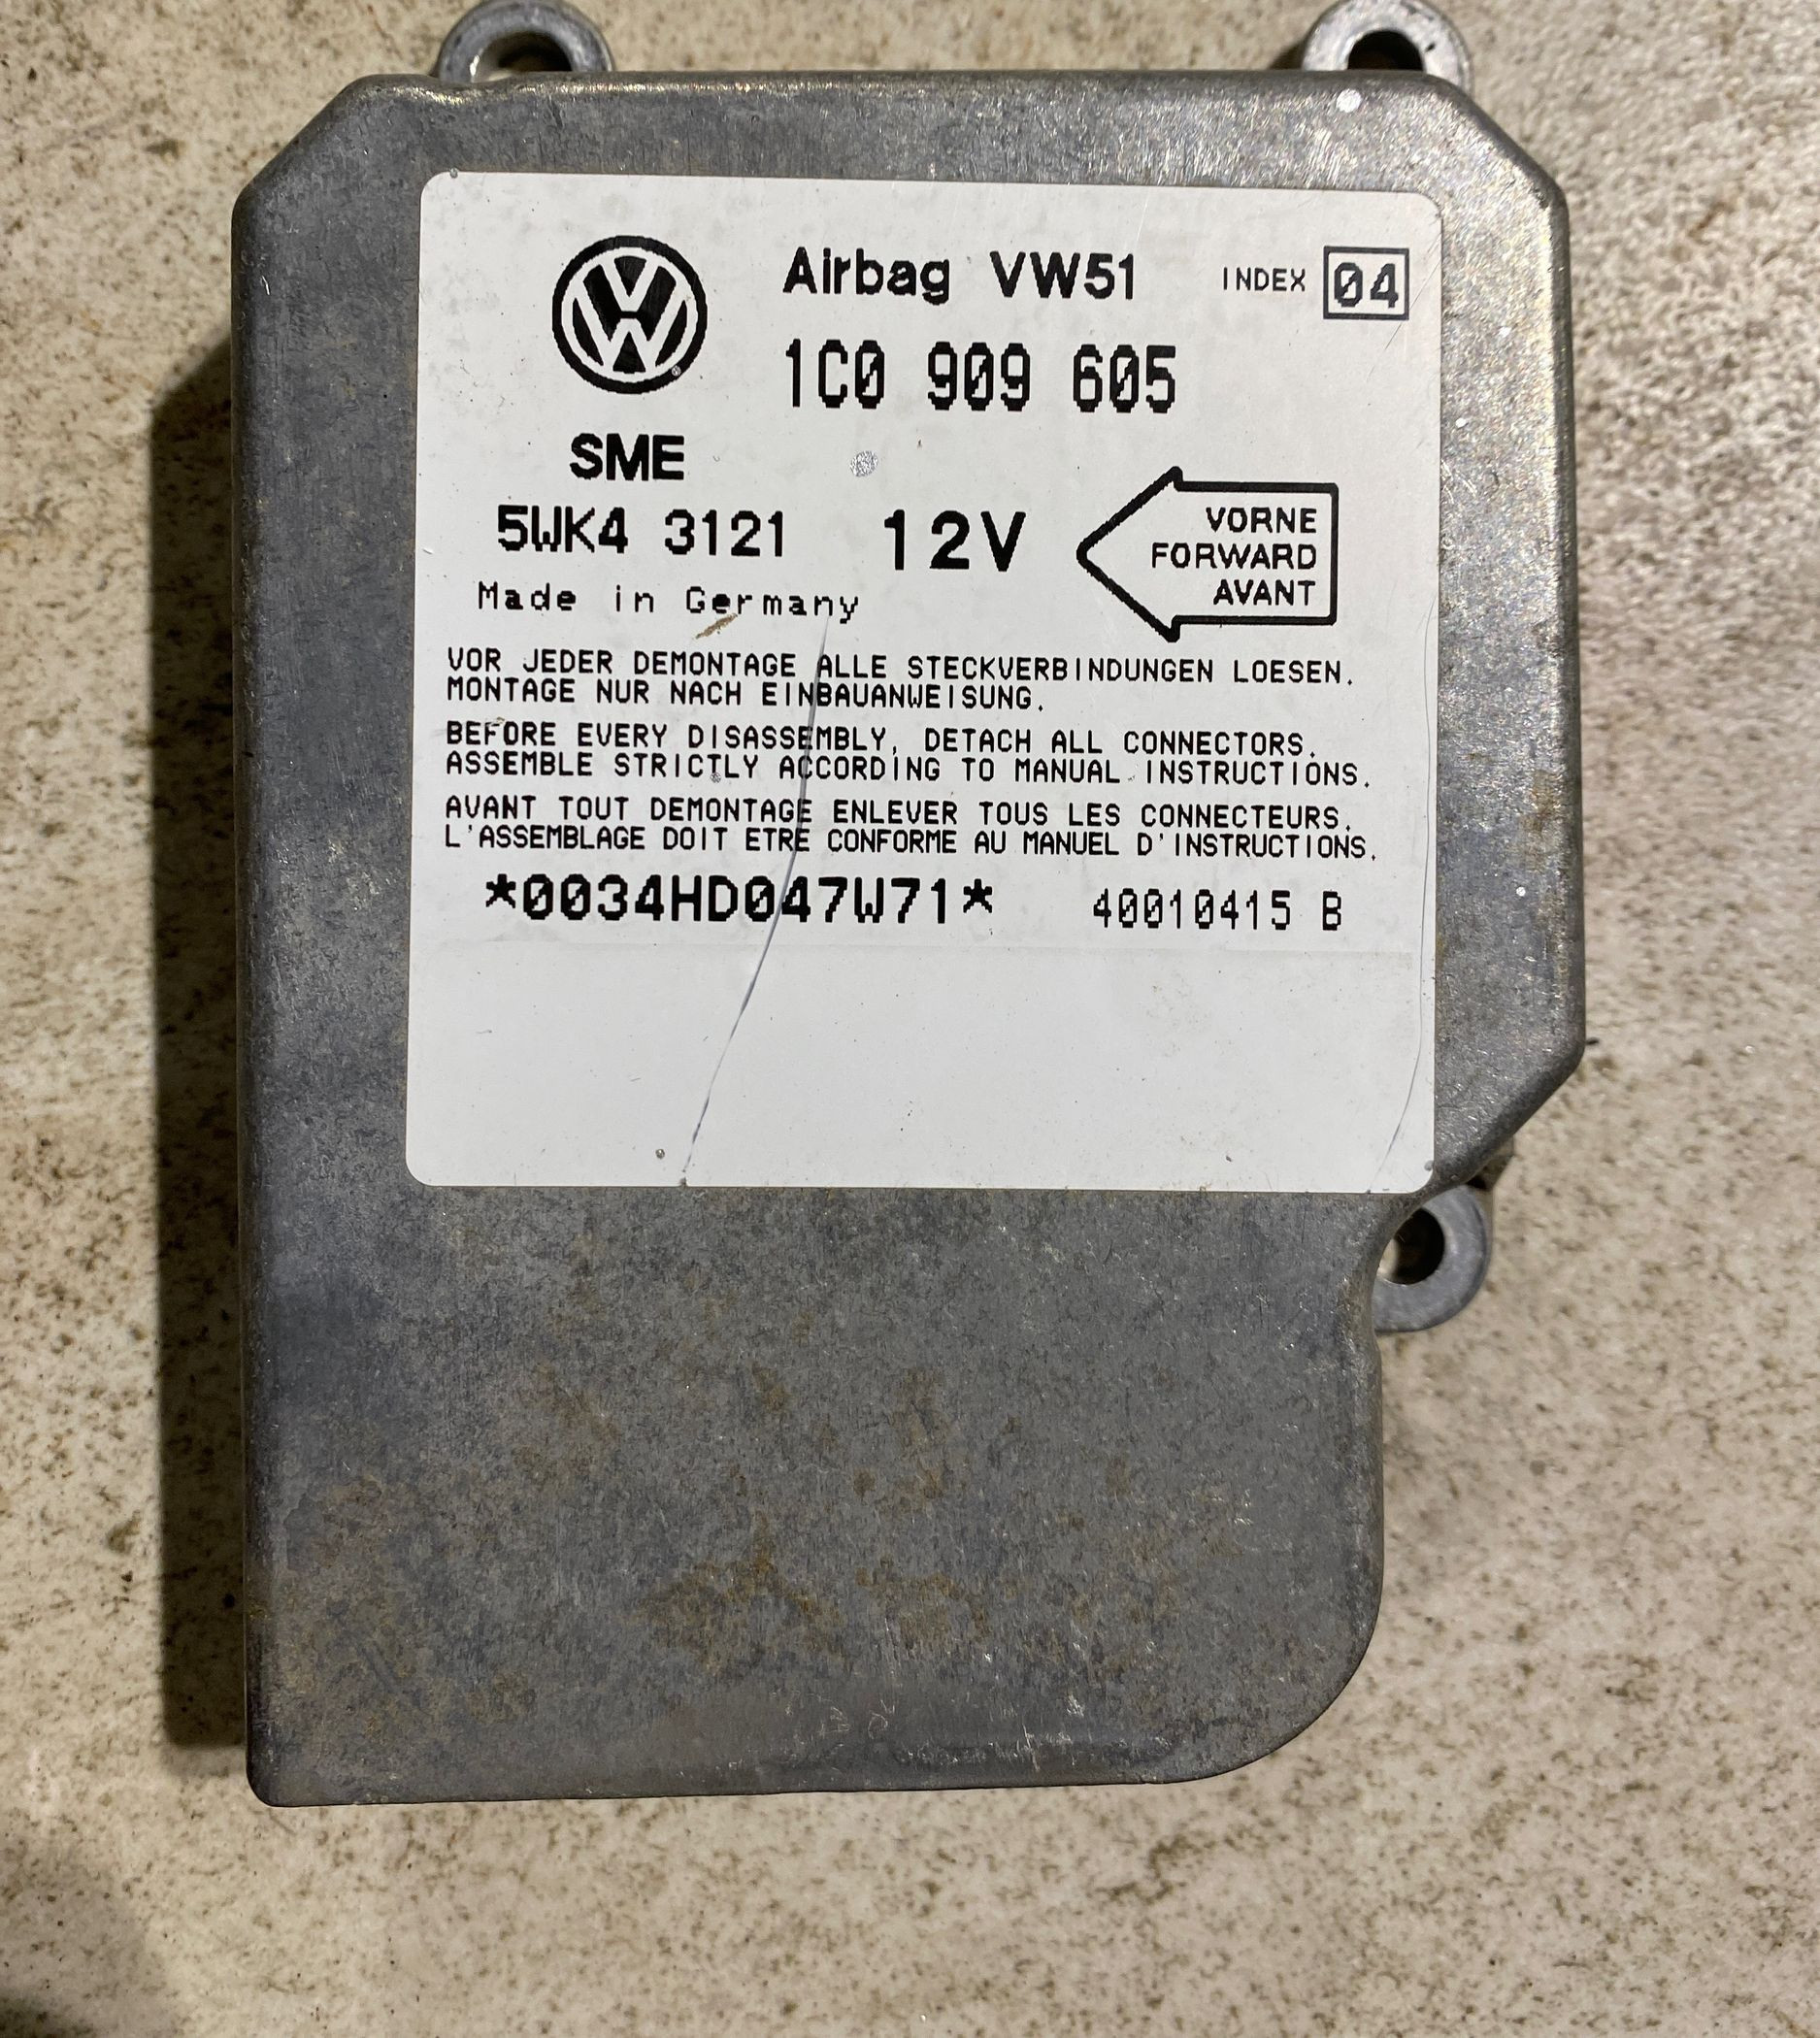 Airbag VW51 INDEX 04
1C0 909 605
SME
5WK4 3121 12V
VORNE
FORWARD
AVANT
Made in Germany
VOR JEDER DEMONTAGE ALLE STECKVERBINDUNGEN LOESEN.
MONTAGE NUR NACH EINBAUANWEISUNG.
BEFORE EVERY DISASSEMBLY, DETACH ALL CONNECTORS.
ASSEMBLE STRICTLY ACCORDING TO MANUAL INSTRUCTIONS.
AVANT TOUT DEMONTAGE ENLEVER TOUS LES CONNECTEURS.
L'ASSEMBLAGE DOIT ETRE CONFORME AU MANUEL D'INSTRUCTIONS.
*0034HD047W71* 40010415 B